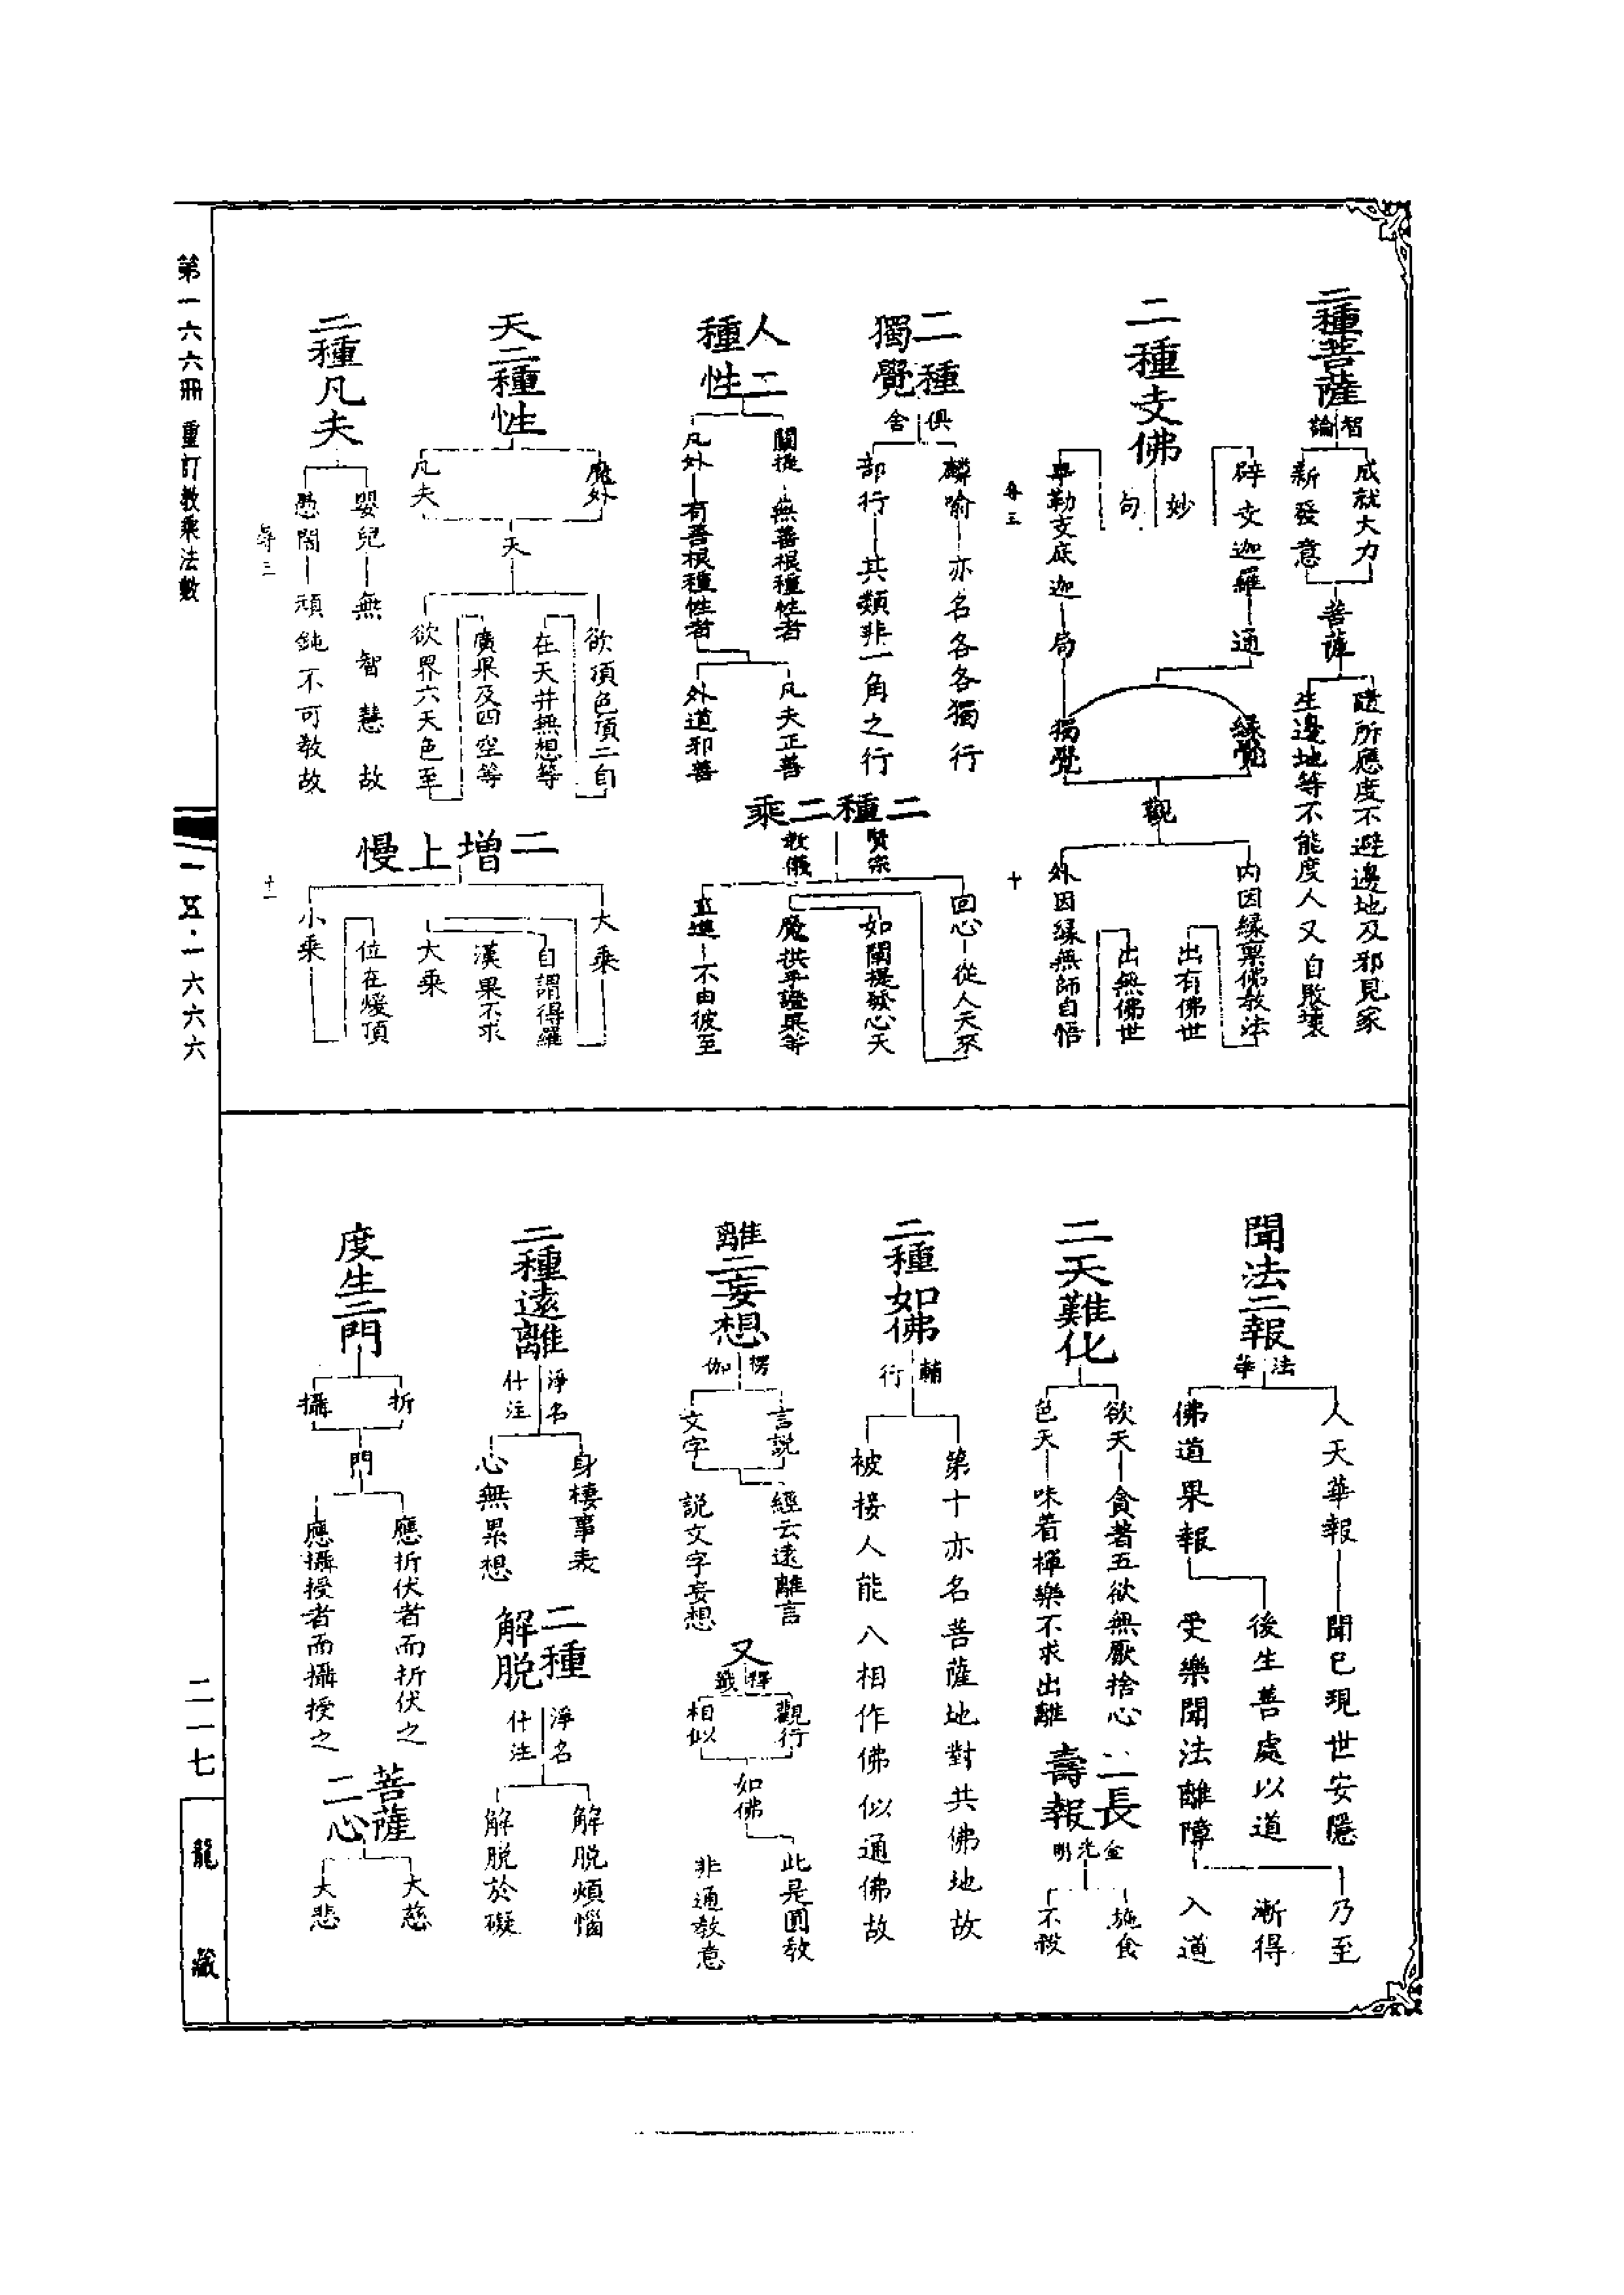 二種菩薩
智論
成就大力
新發意
菩薩
隨所應度不避邊地及邪見家
生邊地等不能度人又自敗壞
二種支佛
妙句
辟支迦羅
通
緣覺
畢勒支底迦
局
獨覺
觀
內因緣稟佛教法
出有佛世
出無佛世
外因緣無師自悟
十
二種獨覺
俱舍
麟喻
亦名各各獨行
部行
其類非一角之行
人二種性
闡提
無善根種性者
凡外
有善根種性者
凡夫正善
外道邪善
二種二乘
賢宗
教儀
回心
從人天來
如闡提發心天
魔拱手證果等
直進
不由彼至
天二種性
魔外
凡夫
天
欲頂色頂二自
在天井無想等
廣果及四空等
欲界六天色至
二種凡夫
嬰兒
無智慧故
愚闇
頑鈍不可教故
二增上慢
大乘
自謂得羅
漢果不求
大乘
位在煖頂
小乘
十一
第一六六冊 重訂教乘法數
一五·一六六六
聞法二報
法華
人天華報
聞已現世安隱
乃至
佛道果報
後生善處以道
受樂聞法離障
漸得
入道
二天難化
欲天
貪著五欲無厭捨心
色天
味着禪樂不求出離
二長壽報
金光明
施食
不殺
二種如佛
輔行
第十亦名菩薩地對共佛地故
被接人能八相作佛似通佛故
離二妄想
楞伽
言說
文字
經云遠離言
說文字妄想
又
釋籤
觀行
相似
如佛
此是圓教
非通教意
二種遠離
淨名什注
身棲事表
心無累想
二種解脫
淨名什注
解脫煩惱
解脫於礙
度生二門
折
攝
門
應折伏者而折伏之
應攝授者而攝授之
菩薩二心
大慈
大悲
二一七
龍藏